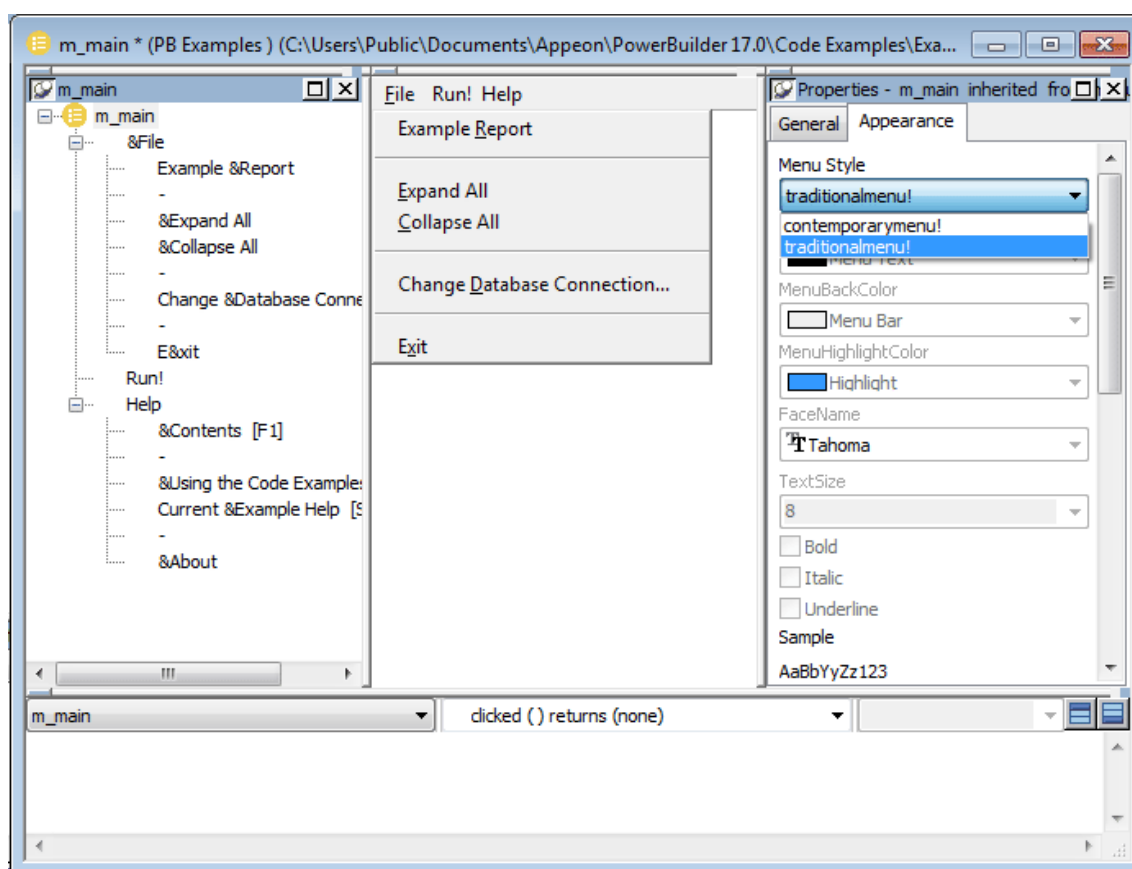 m_main * (PB Examples ) (C:\Users\Public\Documents\Appeon\PowerBuilder 17.0\Code Examples\Exa...
m_main
m_main
&File
Example &Report
-
&Expand All
&Collapse All
-
Change &Database Conne
-
E&xit
Run!
Help
&Contents [F1]
-
&Using the Code Examples
Current &Example Help [S
-
&About
File Run! Help
Example Report
Expand All
Collapse All
Change Database Connection...
Exit
Properties - m_main inherited fro
General Appearance
Menu Style
traditionalmenu!
contemporarymenu!
traditionalmenu!
Menu Text
MenuBackColor
Menu Bar
MenuHighlightColor
Highlight
FaceName
Tahoma
TextSize
8
Bold
Italic
Underline
Sample
AaBbYyZz123
m_main clicked ( ) returns (none)